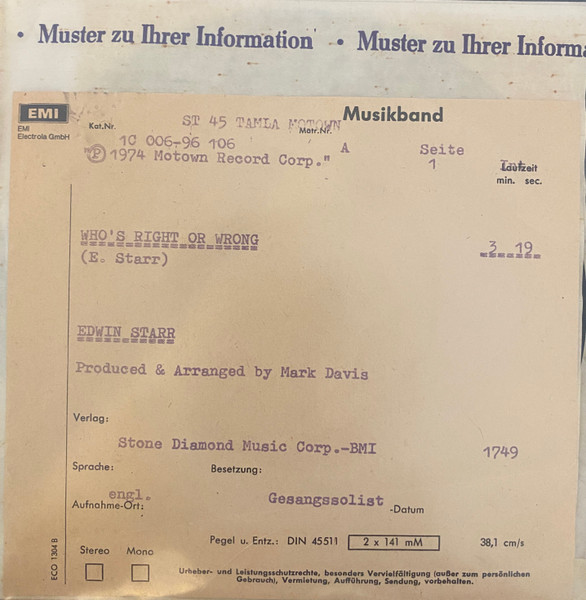 • Muster zu Ihrer Information • Muster zu Ihrer Informa
EMI
EMI
Electrola GmbH
Musikband
Kat.Nr. ST 45 TAMLA MOTOWN Matr.Nr.
1C 006-96 106 A Seite
"Ⓟ 1974 Motown Record Corp." 1 Laufzeit
min. sec.
WHO'S RIGHT OR WRONG 3 19
(E. Starr)
EDWIN STARR
Produced & Arranged by Mark Davis
Verlag:
Stone Diamond Music Corp.-BMI 1749
Sprache: Besetzung:
engl. Gesangssolist
Aufnahme-Ort: -Datum
Pegel u. Entz.: DIN 45511 2 x 141 mM 38,1 cm/s
Stereo Mono
ECO 1304 B
Urheber- und Leistungsschutzrechte, besonders Vervielfältigung (außer zum persönlichen
Gebrauch), Vermietung, Aufführung, Sendung, vorbehalten.